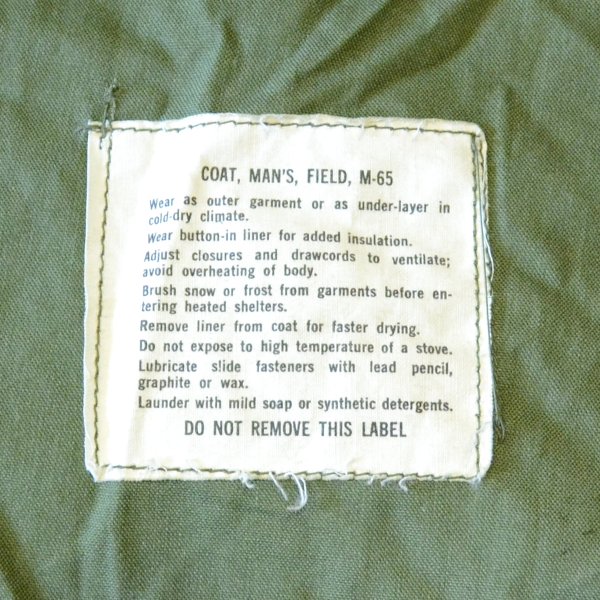 COAT, MAN'S, FIELD, M-65
Wear as outer garment or as under-layer in
cold-dry climate.
Wear button-in liner for added insulation.
Adjust closures and drawcords to ventilate;
avoid overheating of body.
Brush snow or frost from garments before en-
tering heated shelters.
Remove liner from coat for faster drying.
Do not expose to high temperature of a stove.
Lubricate slide fasteners with lead pencil,
graphite or wax.
Launder with mild soap or synthetic detergents.
DO NOT REMOVE THIS LABEL